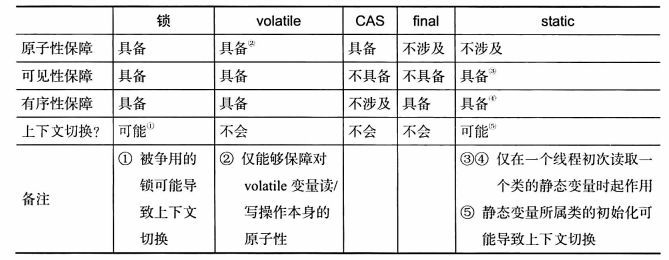 锁 volatile CAS final static
原子性保障 具备 具备② 具备 不涉及 不涉及
可见性保障 具备 具备 不具备 不具备 具备③
有序性保障 具备 具备 不涉及 具备 具备④
上下文切换? 可能① 不会 不会 不会 可能⑤
备注
① 被争用的
锁可能导
致上下文
切换
② 仅能够保障对
volatile 变量读/
写操作本身的
原子性
③④ 仅在一个线程初次读取一
个类的静态变量时起作用
⑤ 静态变量所属类的初始化可
能导致上下文切换